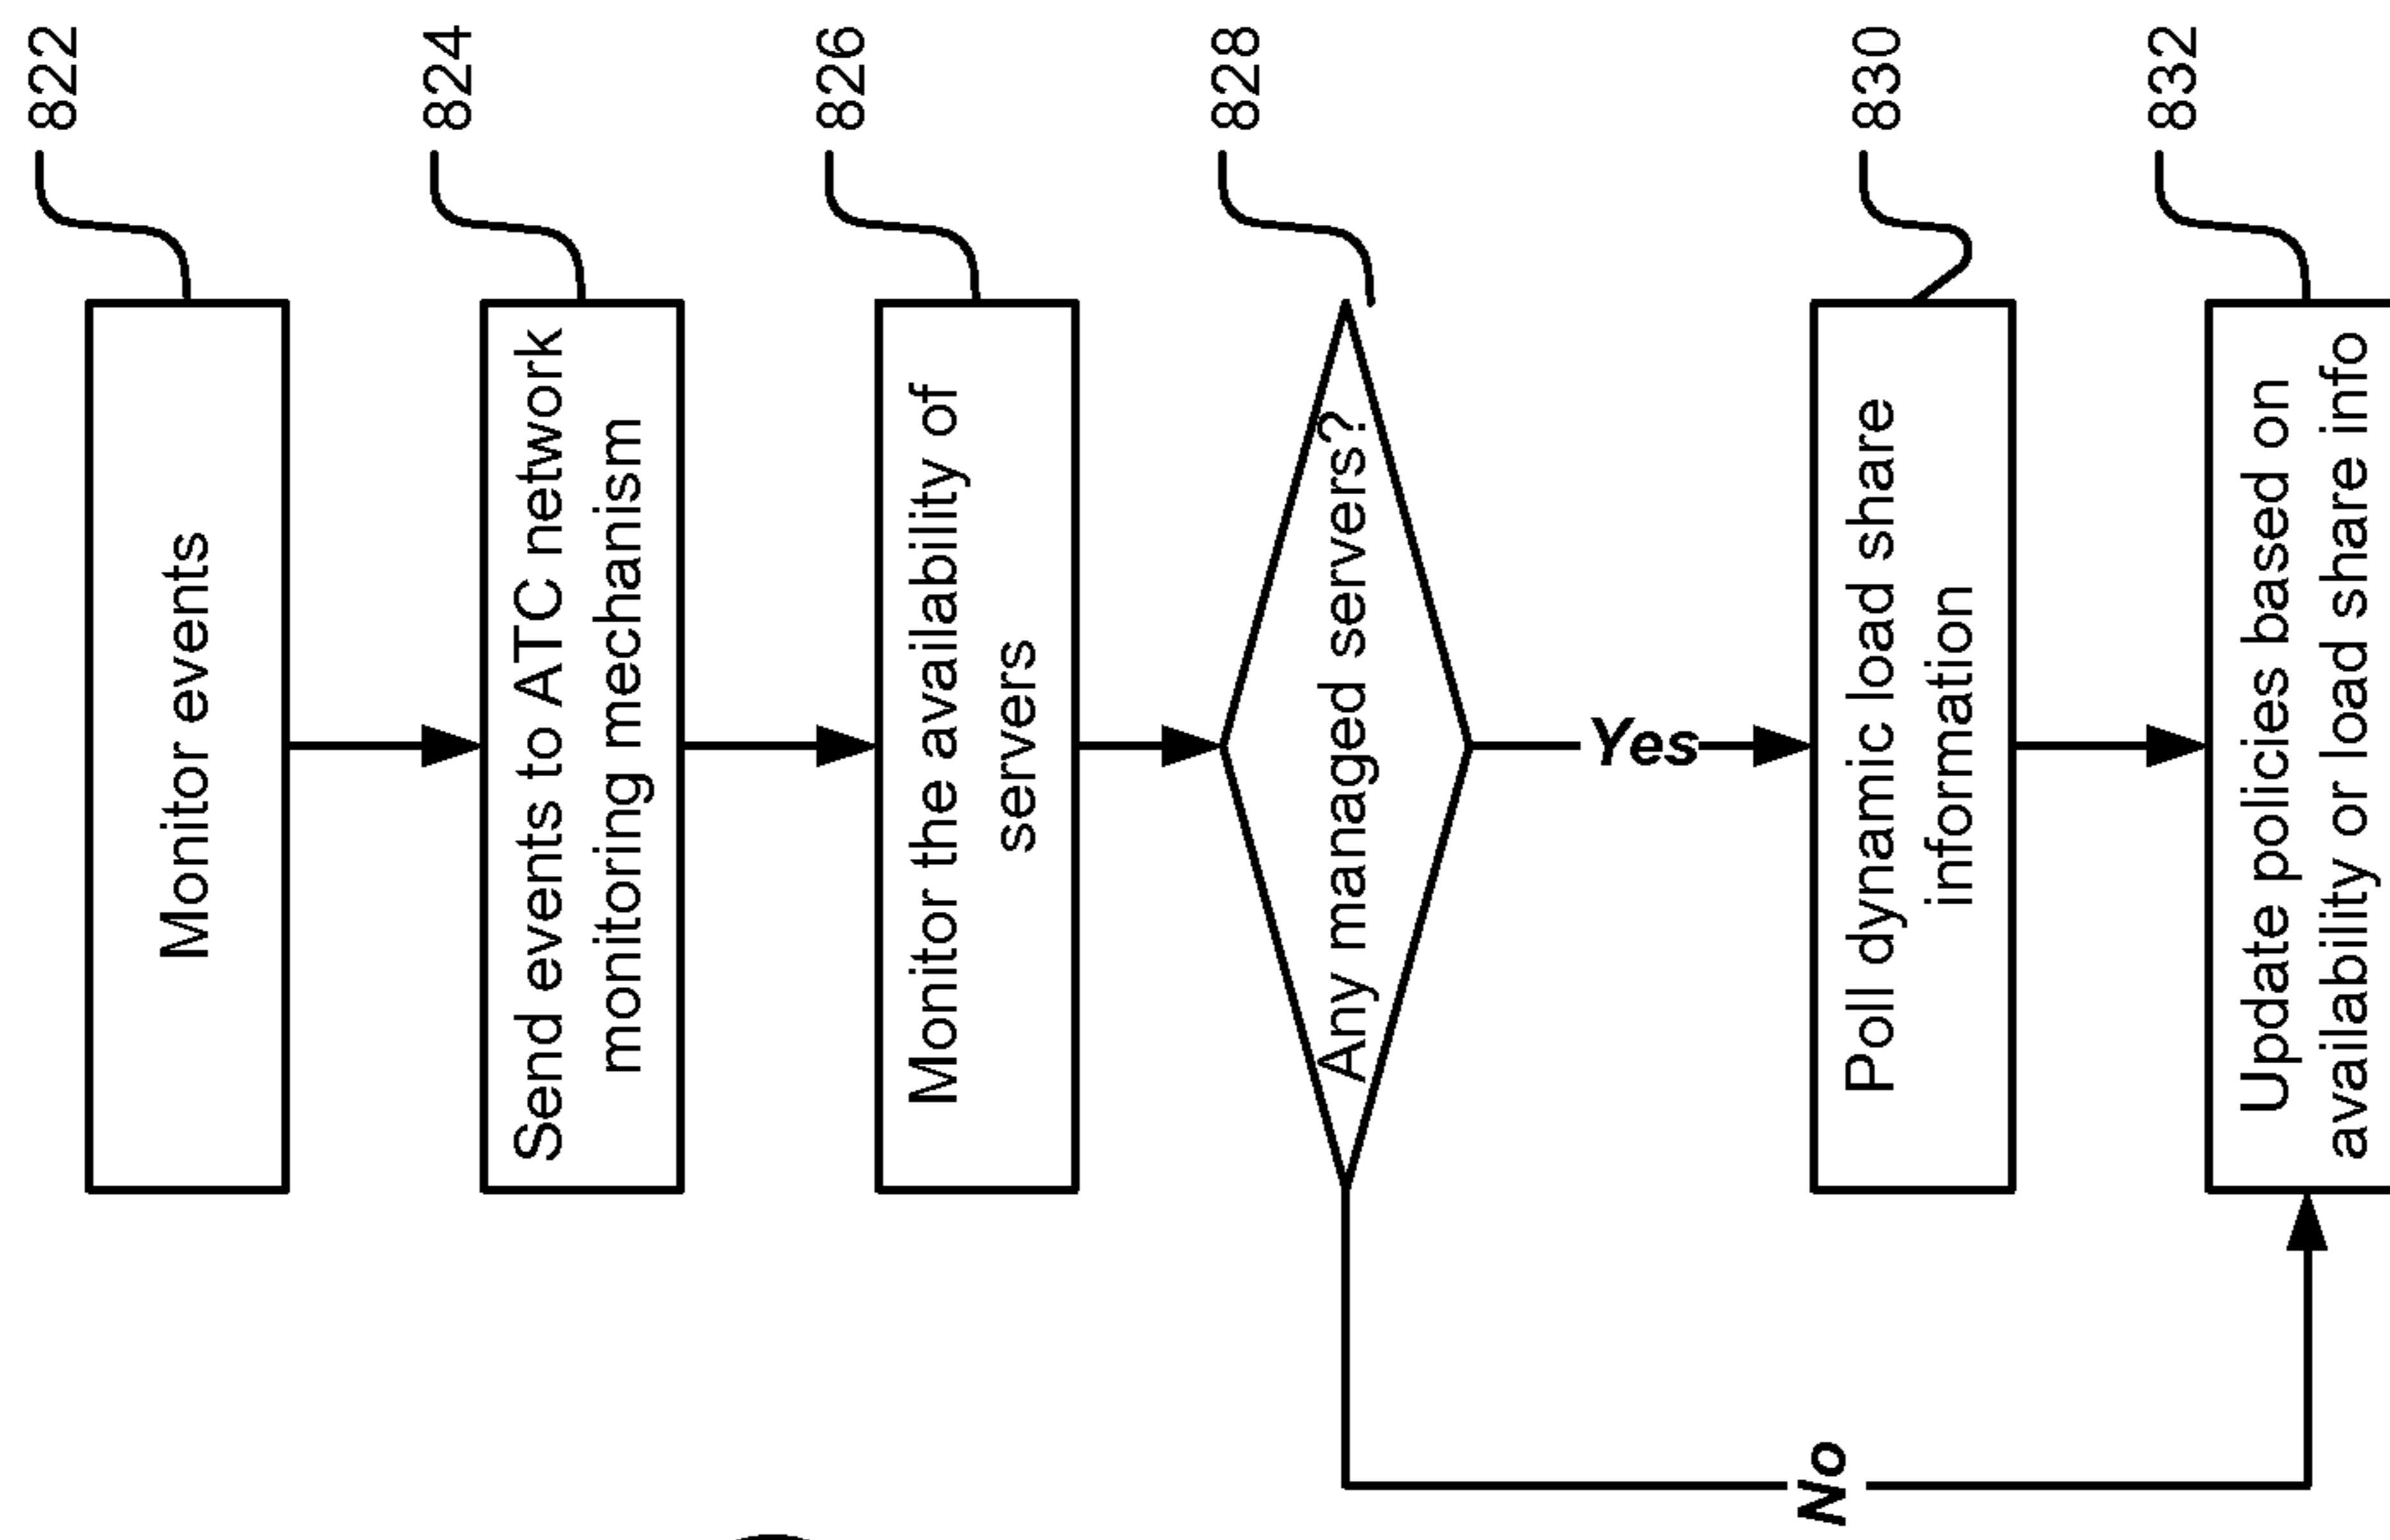 822
Monitor events
824
Send events to ATC network
monitoring mechanism
826
Monitor the availability of
servers
828
Any managed servers?
Yes
No
830
Poll dynamic load share
information
832
Update policies based on
availability or load share info